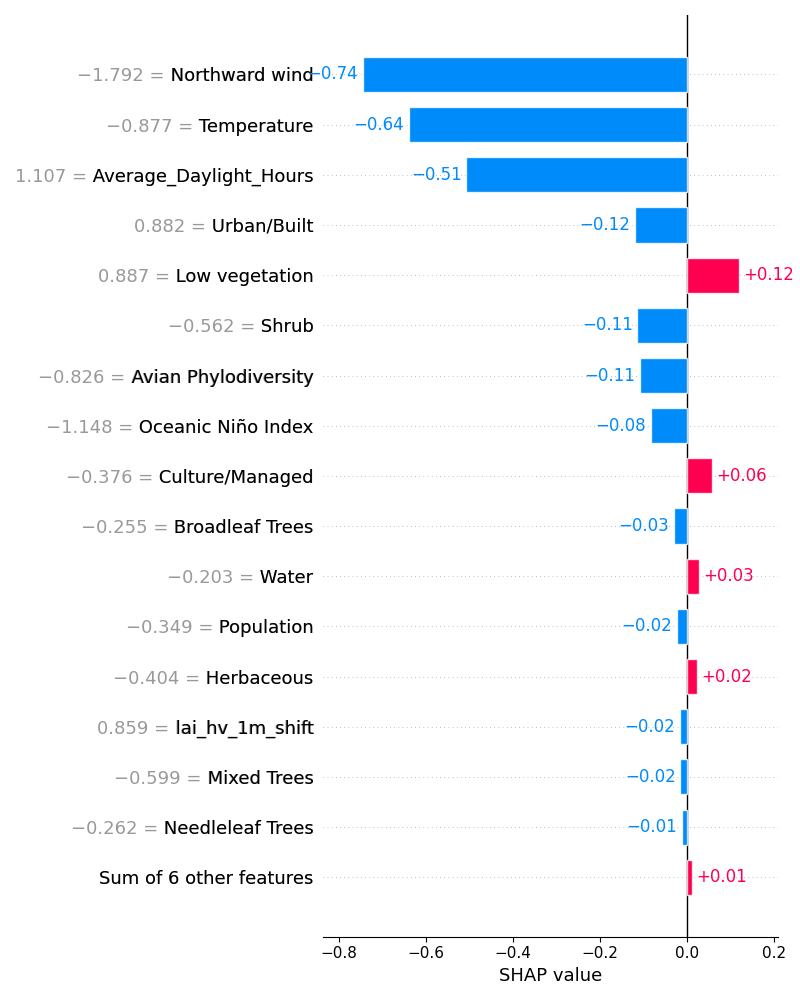 −1.792 = Northward wind −0.74
−0.877 = Temperature −0.64
1.107 = Average_Daylight_Hours −0.51
0.882 = Urban/Built −0.12
0.887 = Low vegetation +0.12
−0.562 = Shrub −0.11
−0.826 = Avian Phylodiversity −0.11
−1.148 = Oceanic Niño Index −0.08
−0.376 = Culture/Managed +0.06
−0.255 = Broadleaf Trees −0.03
−0.203 = Water +0.03
−0.349 = Population −0.02
−0.404 = Herbaceous +0.02
0.859 = lai_hv_1m_shift −0.02
−0.599 = Mixed Trees −0.02
−0.262 = Needleleaf Trees −0.01
Sum of 6 other features +0.01
−0.8 −0.6 −0.4 −0.2 0.0 0.2
SHAP value